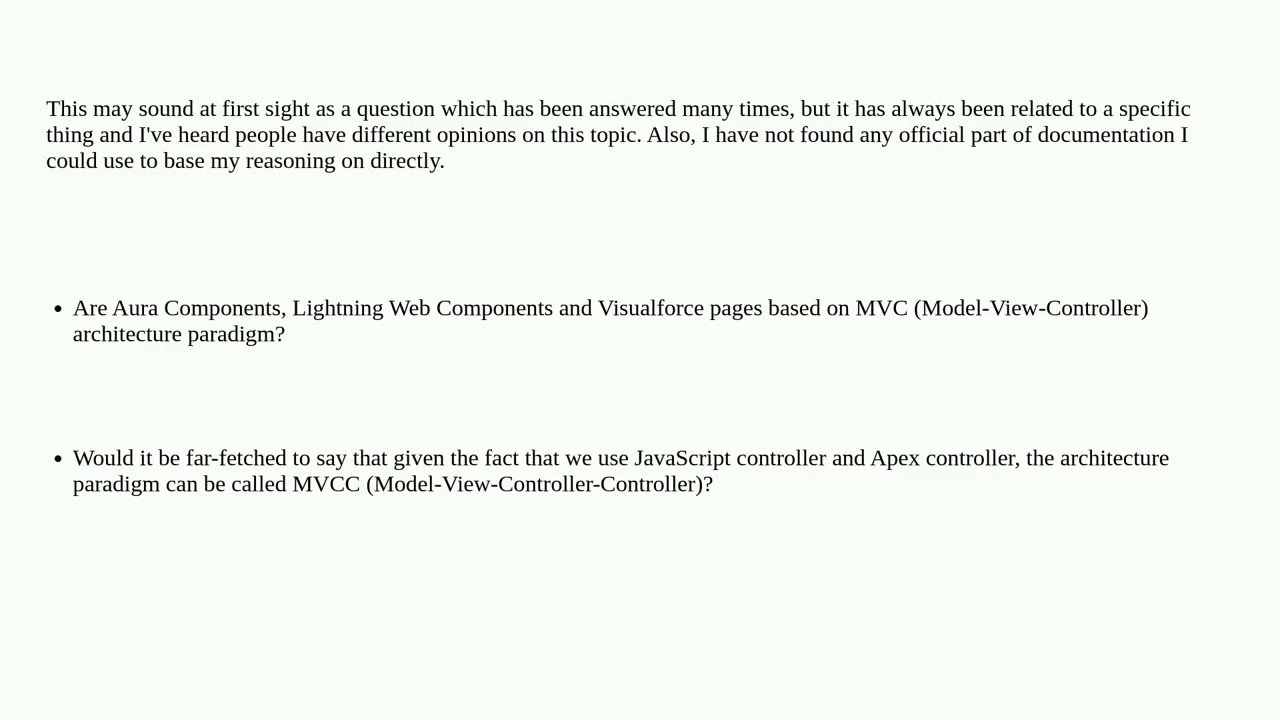 This may sound at first sight as a question which has been answered many times, but it has always been related to a specific
thing and I've heard people have different opinions on this topic. Also, I have not found any official part of documentation I
could use to base my reasoning on directly.
• Are Aura Components, Lightning Web Components and Visualforce pages based on MVC (Model-View-Controller)
architecture paradigm?
• Would it be far-fetched to say that given the fact that we use JavaScript controller and Apex controller, the architecture
paradigm can be called MVCC (Model-View-Controller-Controller)?